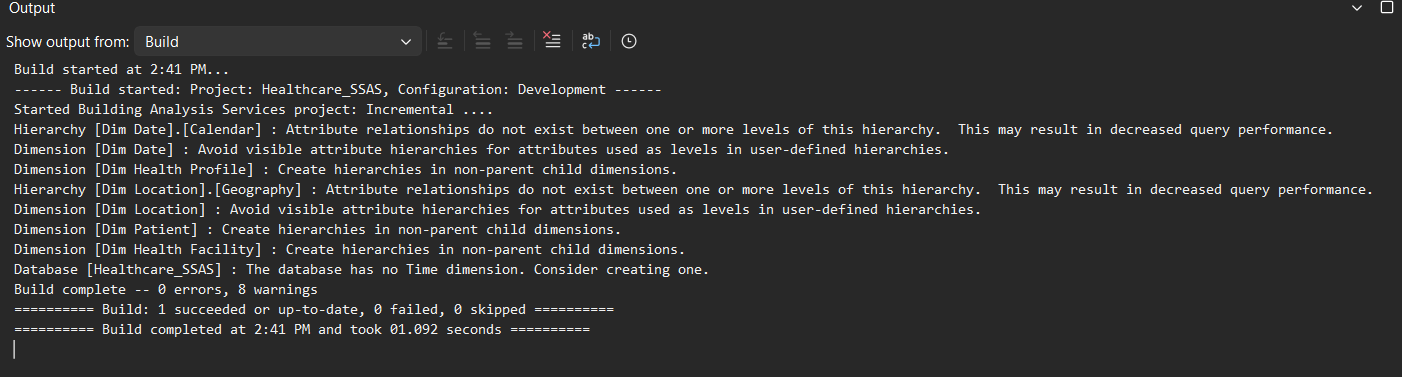 Output
Show output from: Build
Build started at 2:41 PM...
------ Build started: Project: Healthcare_SSAS, Configuration: Development ------
Started Building Analysis Services project: Incremental ....
Hierarchy [Dim Date].[Calendar] : Attribute relationships do not exist between one or more levels of this hierarchy.  This may result in decreased query performance.
Dimension [Dim Date] : Avoid visible attribute hierarchies for attributes used as levels in user-defined hierarchies.
Dimension [Dim Health Profile] : Create hierarchies in non-parent child dimensions.
Hierarchy [Dim Location].[Geography] : Attribute relationships do not exist between one or more levels of this hierarchy.  This may result in decreased query performance.
Dimension [Dim Location] : Avoid visible attribute hierarchies for attributes used as levels in user-defined hierarchies.
Dimension [Dim Patient] : Create hierarchies in non-parent child dimensions.
Dimension [Dim Health Facility] : Create hierarchies in non-parent child dimensions.
Database [Healthcare_SSAS] : The database has no Time dimension. Consider creating one.
Build complete -- 0 errors, 8 warnings
========== Build: 1 succeeded or up-to-date, 0 failed, 0 skipped ==========
========== Build completed at 2:41 PM and took 01.092 seconds ==========